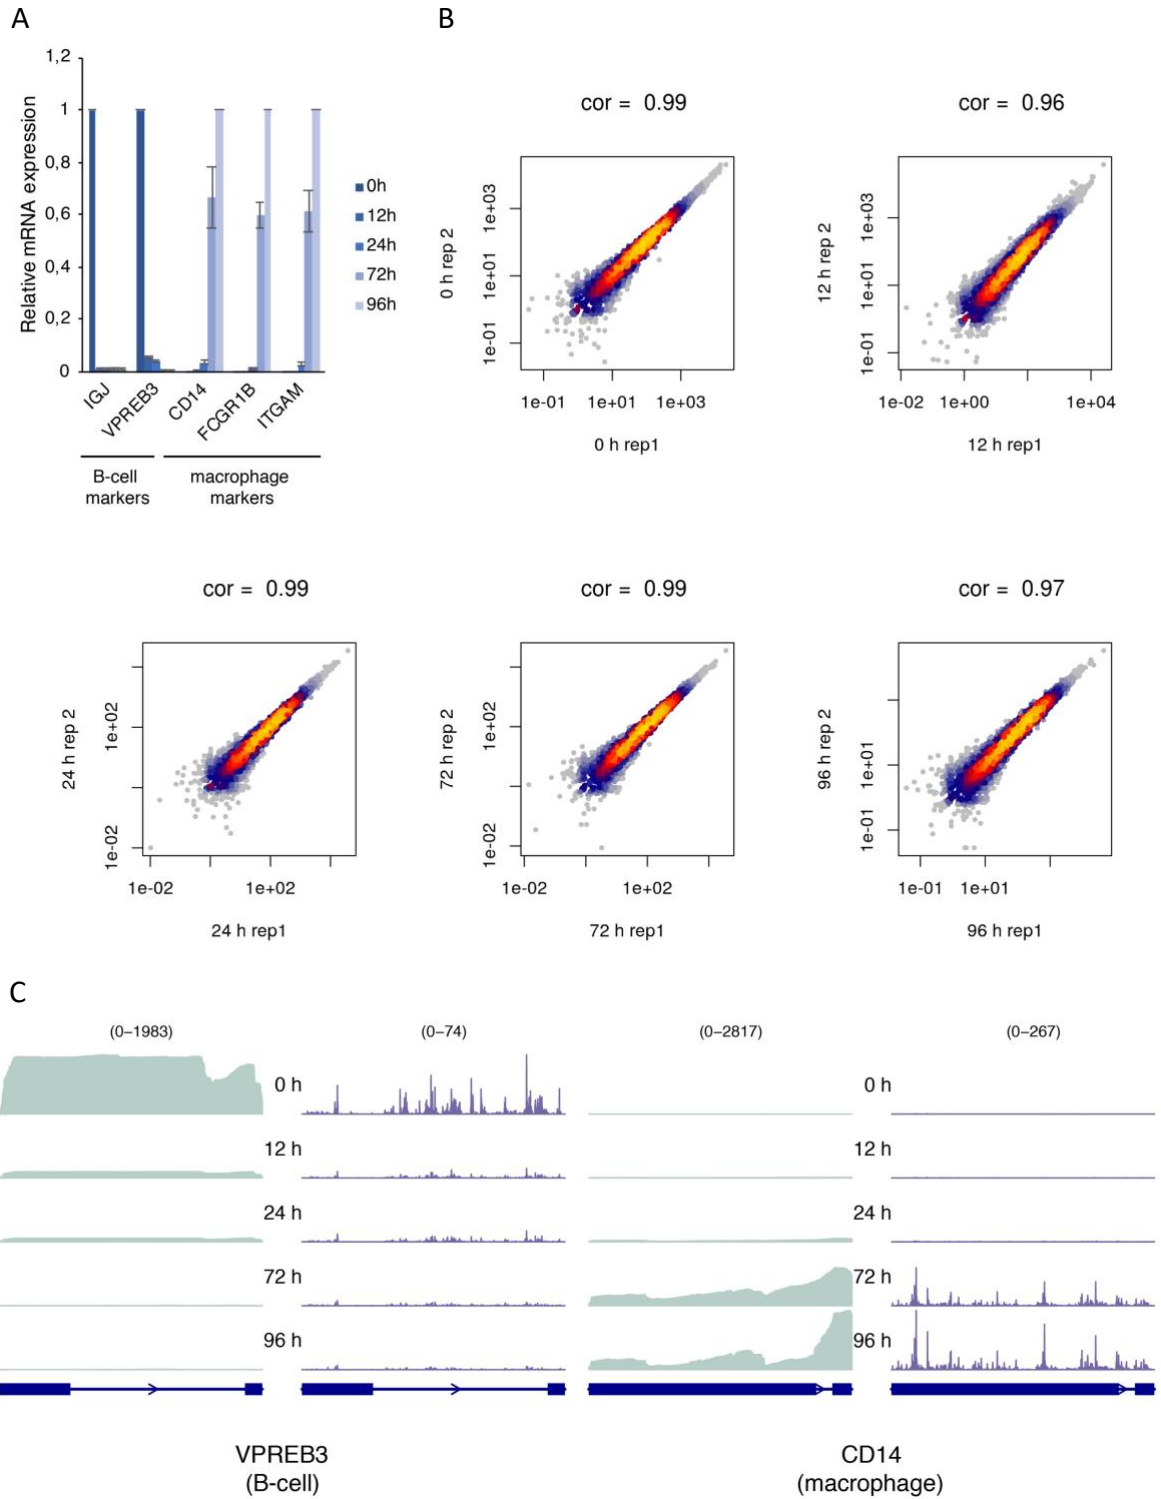 A
B
1,2
1
0,8
0,6
0,4
0,2
0
Relative mRNA expression
0h
12h
24h
72h
96h
IGJ
VPREB3
CD14
FCGR1B
ITGAM
B-cell
markers
macrophage
markers
cor = 0.99
0 h rep 2
1e+03
1e+01
1e-01
1e-01 1e+01 1e+03
0 h rep1
cor = 0.96
12 h rep 2
1e+03
1e+01
1e-01
1e-02 1e+00 1e+04
12 h rep1
cor = 0.99
24 h rep 2
1e+02
1e-02
1e-02 1e+02
24 h rep1
cor = 0.99
72 h rep 2
1e+02
1e-02
1e-02 1e+02
72 h rep1
cor = 0.97
96 h rep 2
1e+01
1e-01
1e-01 1e+01
96 h rep1
C
(0–1983) (0–74) (0–2817) (0–267)
0 h 0 h
12 h 12 h
24 h 24 h
72 h 72 h
96 h 96 h
VPREB3
(B-cell)
CD14
(macrophage)